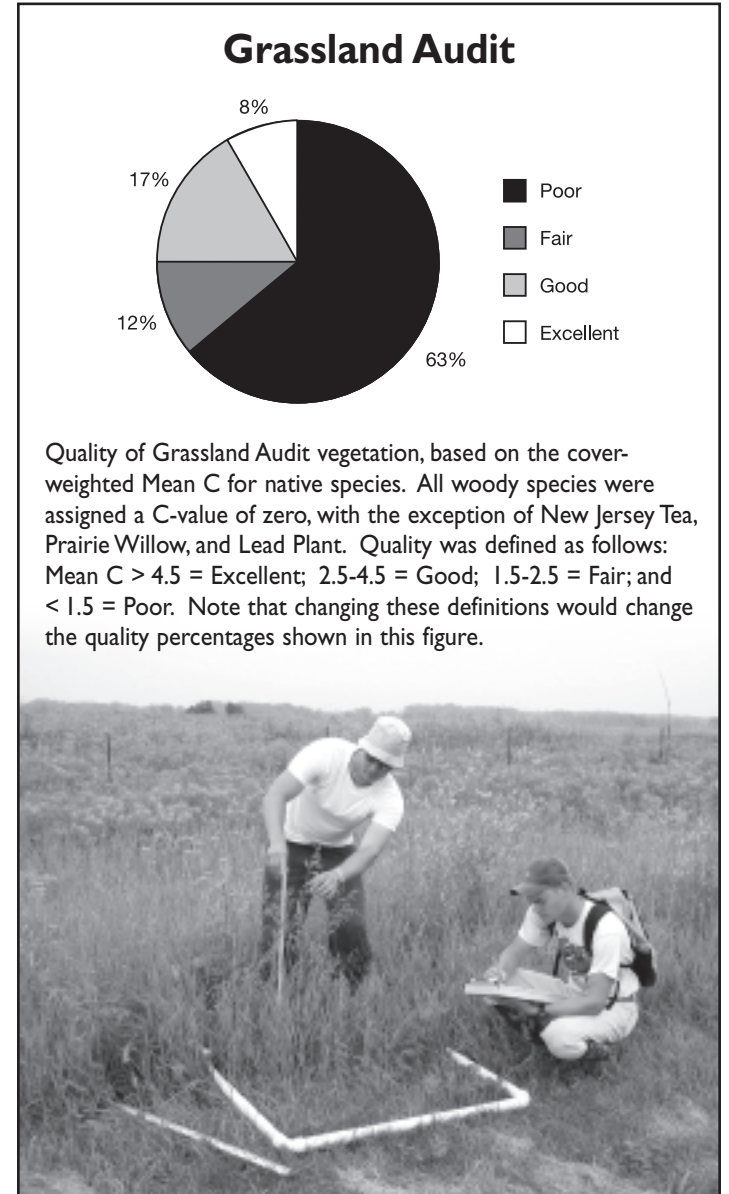 Grassland Audit
8%
17%
12%
63%
Poor
Fair
Good
Excellent
Quality of Grassland Audit vegetation, based on the cover-
weighted Mean C for native species. All woody species were
assigned a C-value of zero, with the exception of New Jersey Tea,
Prairie Willow, and Lead Plant. Quality was defined as follows:
Mean C > 4.5 = Excellent; 2.5-4.5 = Good; 1.5-2.5 = Fair; and
< 1.5 = Poor. Note that changing these definitions would change
the quality percentages shown in this figure.